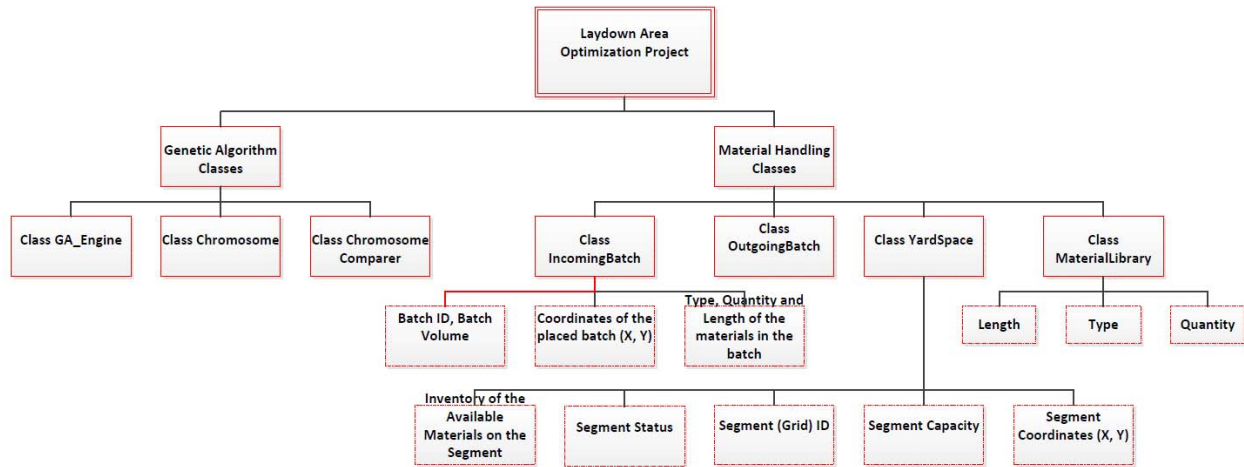 Laydown Area
Optimization Project
Genetic Algorithm
Classes
Material Handling
Classes
Class GA_Engine
Class Chromosome
Class Chromosome
Comparer
Class
IncomingBatch
Class
OutgoingBatch
Class YardSpace
Class
MaterialLibrary
Batch ID, Batch
Volume
Coordinates of the
placed batch (X, Y)
Type, Quantity and
Length of the
materials in the
batch
Length
Type
Quantity
Inventory of the
Available
Materials on the
Segment
Segment Status
Segment (Grid) ID
Segment Capacity
Segment
Coordinates (X, Y)